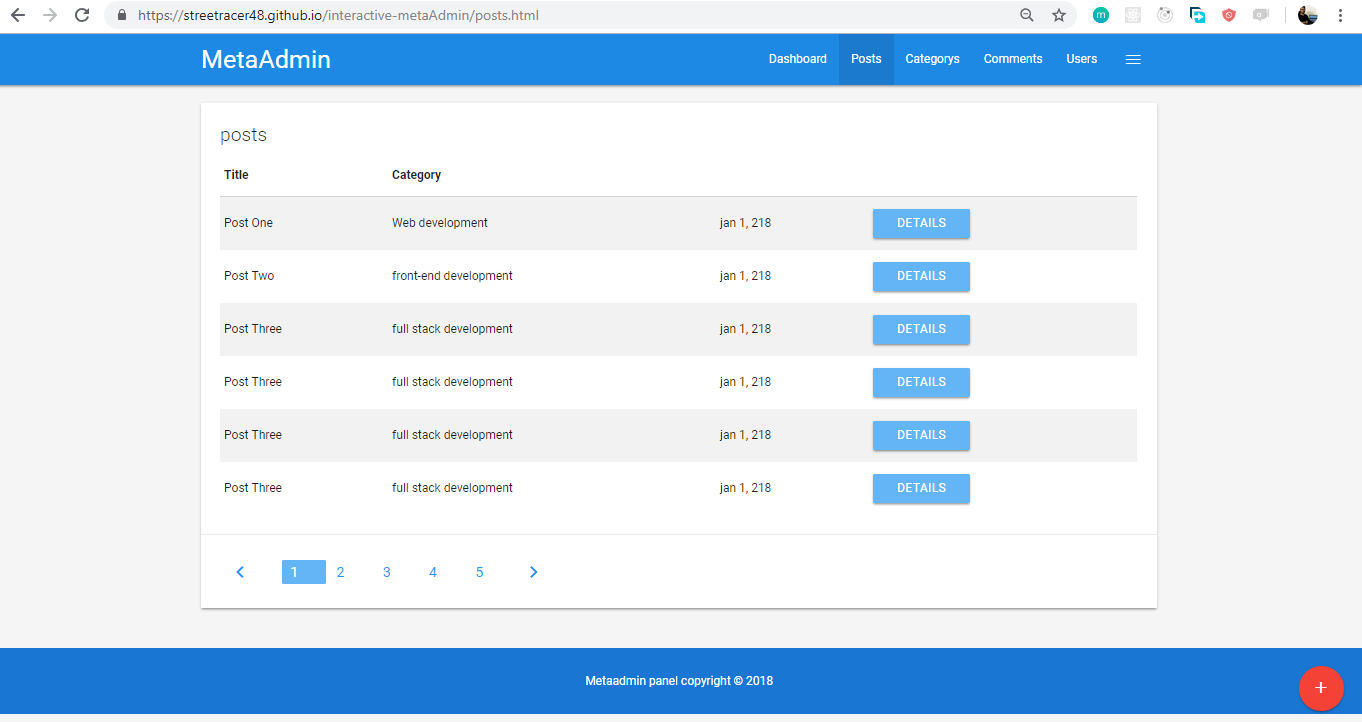 https://streetracer48.github.io/interactive-metaAdmin/posts.html
m
MetaAdmin Dashboard Posts Categorys Comments Users
posts
Title Category
Post One Web development jan 1, 218 DETAILS
Post Two front-end development jan 1, 218 DETAILS
Post Three full stack development jan 1, 218 DETAILS
Post Three full stack development jan 1, 218 DETAILS
Post Three full stack development jan 1, 218 DETAILS
Post Three full stack development jan 1, 218 DETAILS
1 2 3 4 5
Metaadmin panel copyright © 2018
+